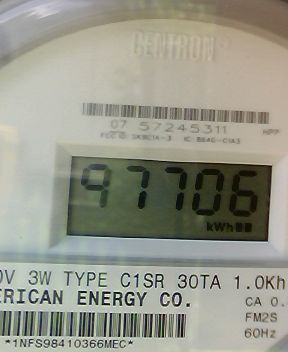 CENTRON
07 57245311
HPP
97706
kWh
0V 3W TYPE C1SR 30TA 1.0Kh
ERICAN ENERGY CO.
CA 0.
FM2S
60Hz
*1NFS98410366MEC*